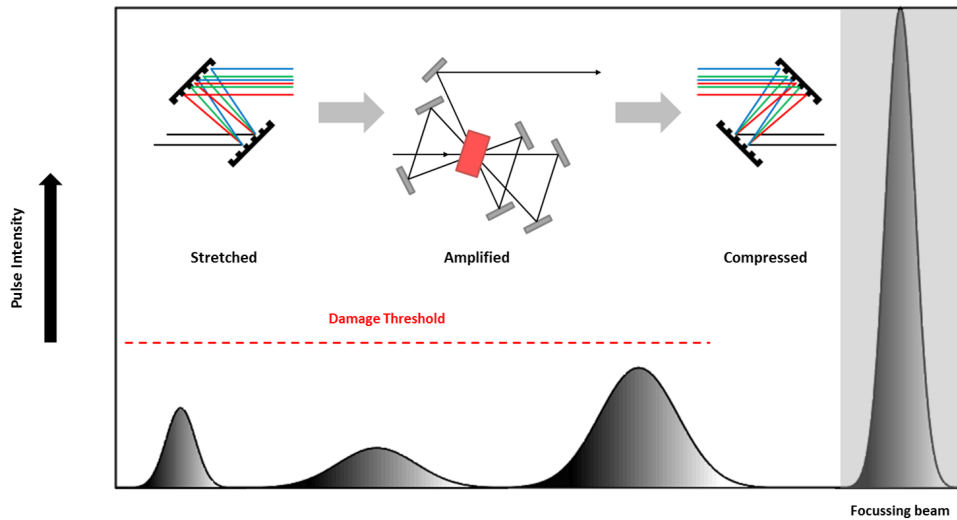 Stretched
Amplified
Compressed
Pulse Intensity
Damage Threshold
Focussing beam